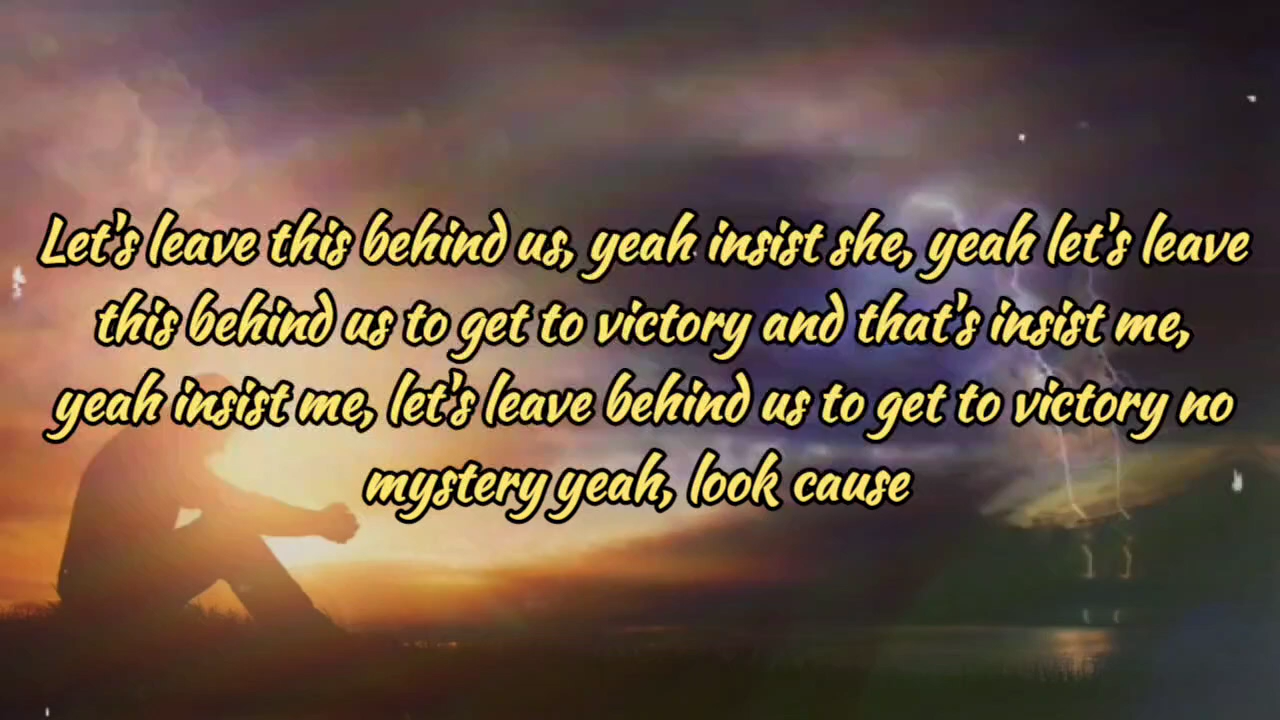 Let's leave this behind us, yeah insist she, yeah let's leave
this behind us to get to victory and that's insist me,
yeah insist me, let's leave behind us to get to victory no
mystery yeah, look cause